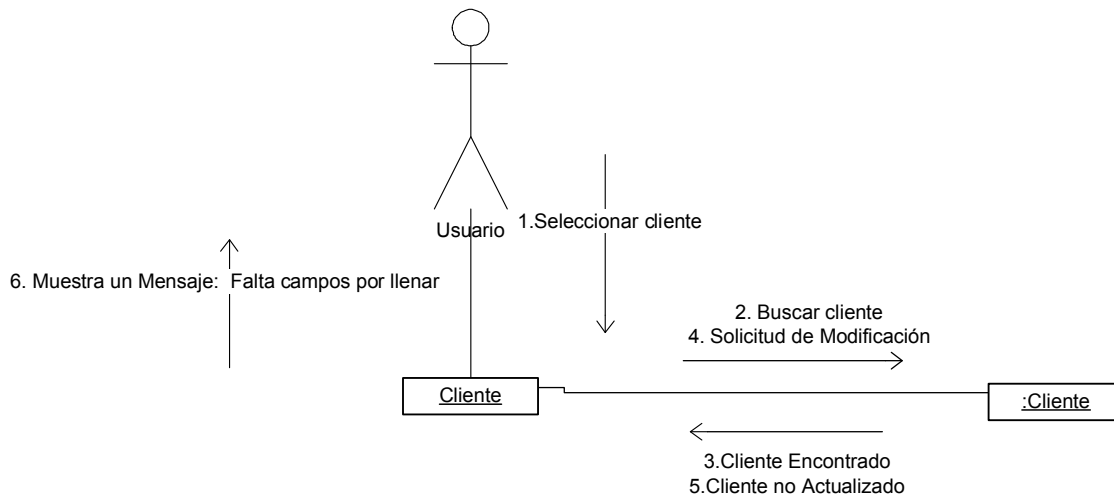 Usuario
1.Seleccionar cliente
6. Muestra un Mensaje: Falta campos por llenar
2. Buscar cliente
4. Solicitud de Modificación
Cliente
:Cliente
3.Cliente Encontrado
5.Cliente no Actualizado